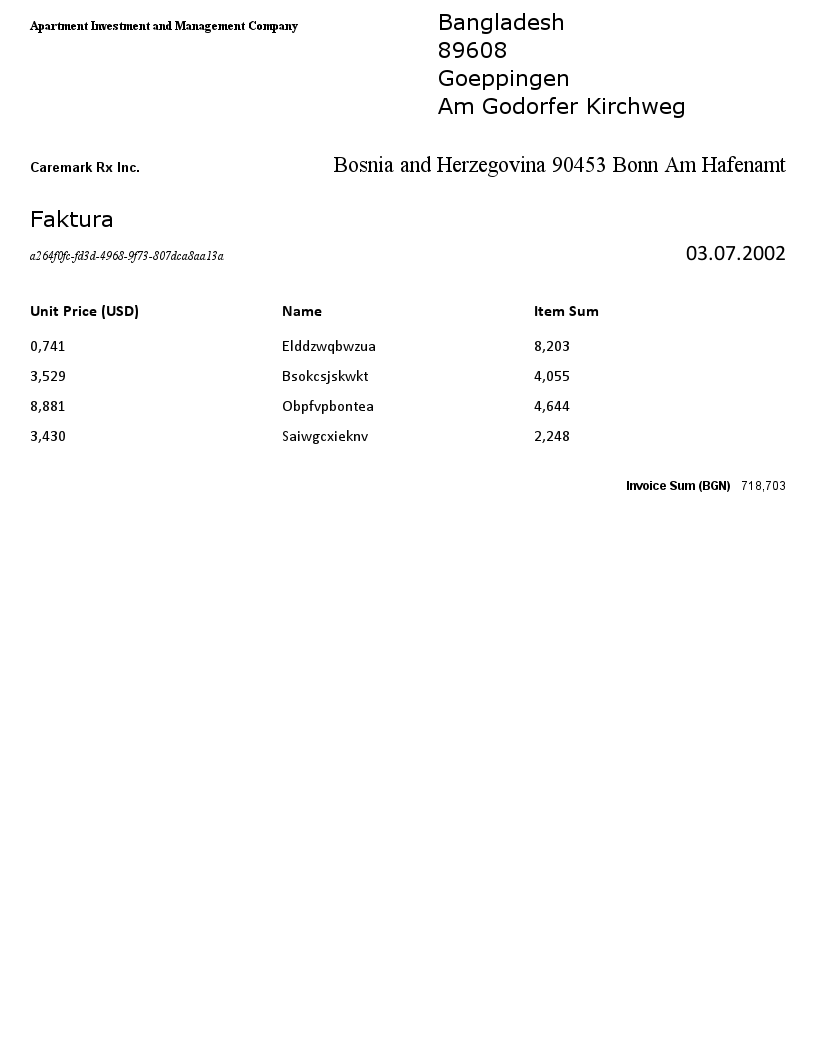 Apartment Investment and Management Company
Bangladesh
89608
Goeppingen
Am Godorfer Kirchweg
Caremark Rx Inc. Bosnia and Herzegovina 90453 Bonn Am Hafenamt
Faktura
a264f0fc-fd3d-4968-9f73-807dca8aa13a 03.07.2002
Unit Price (USD) Name Item Sum
0,741 Elddzwqbwzua 8,203
3,529 Bsokcsjskwkt 4,055
8,881 Obpfvpbontea 4,644
3,430 Saiwgcxieknv 2,248
Invoice Sum (BGN) 718,703